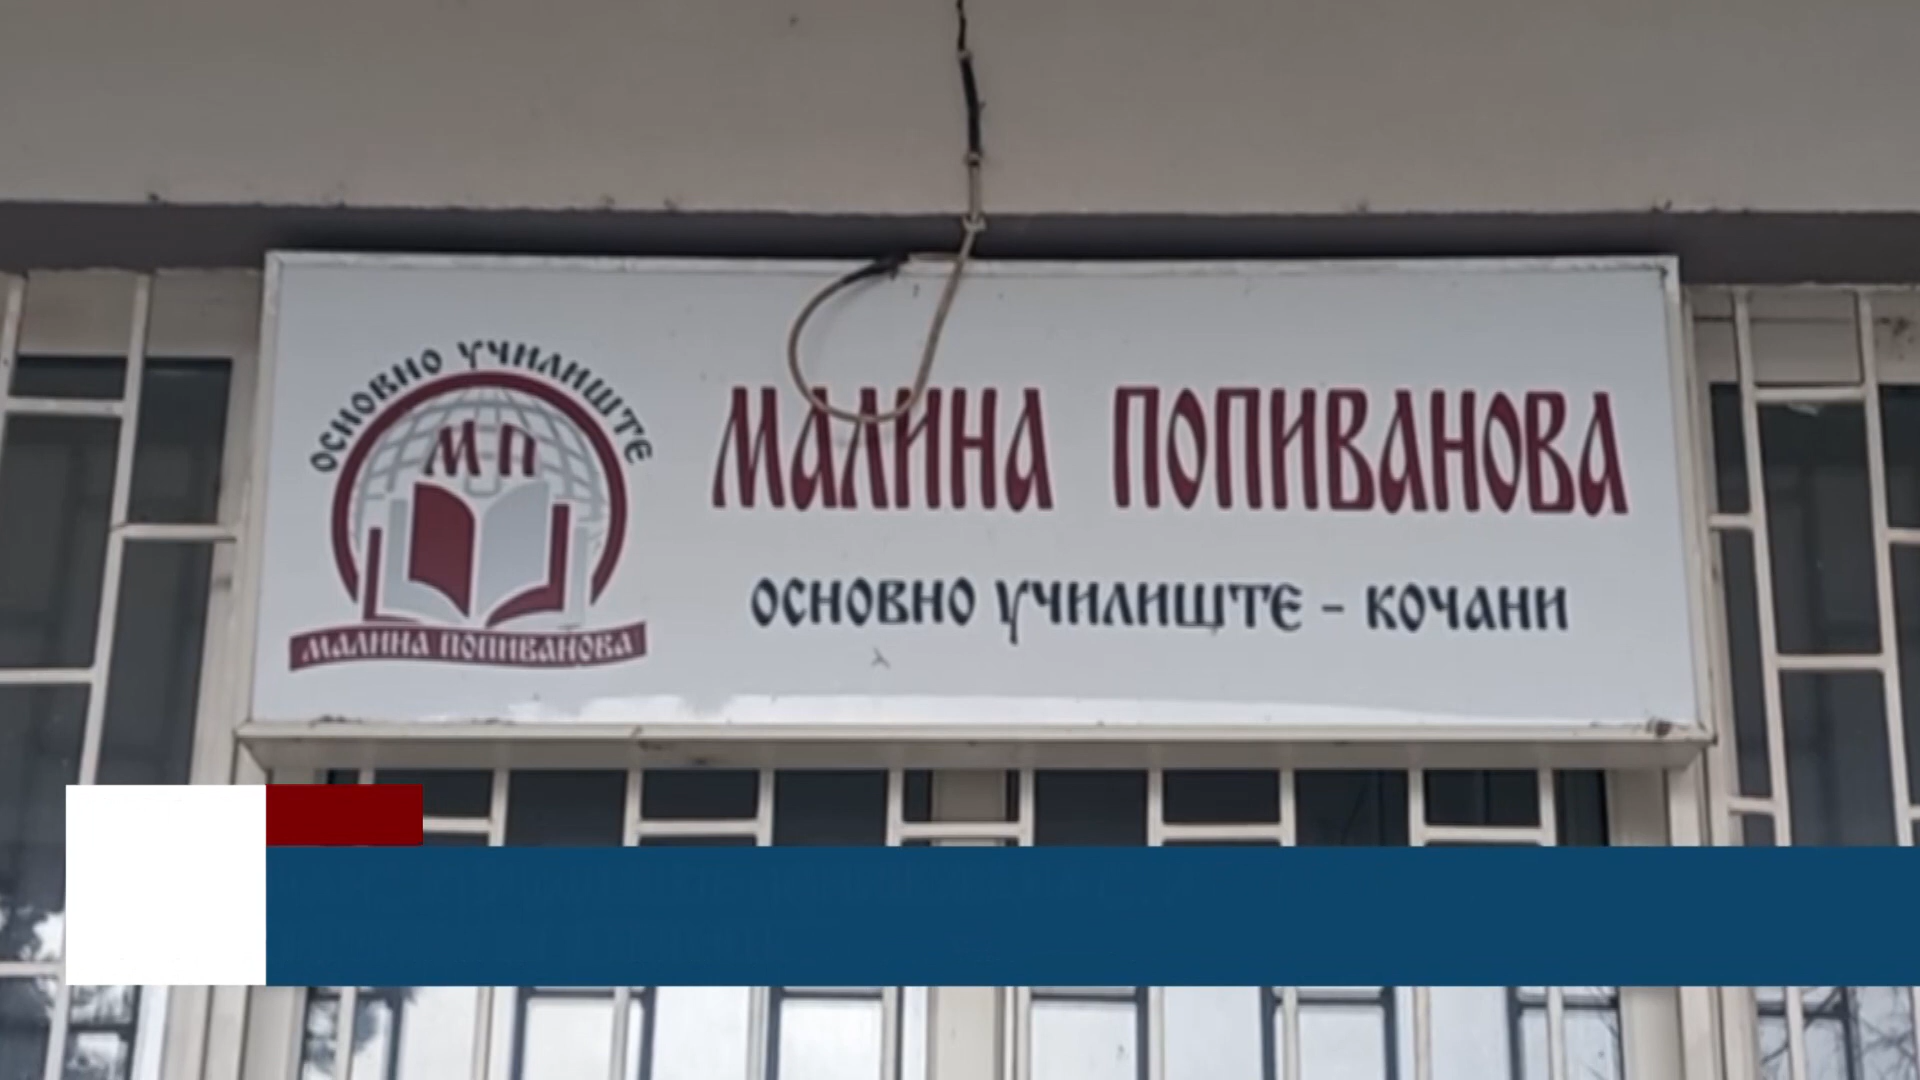 ОСНОВНО УЧИЛИШТЕ
МП
МАЛИНА ПОПИВАНОВА
МАЛИНА ПОПИВАНОВА
ОСНОВНО УЧИЛИШТЕ - КОЧАНИ